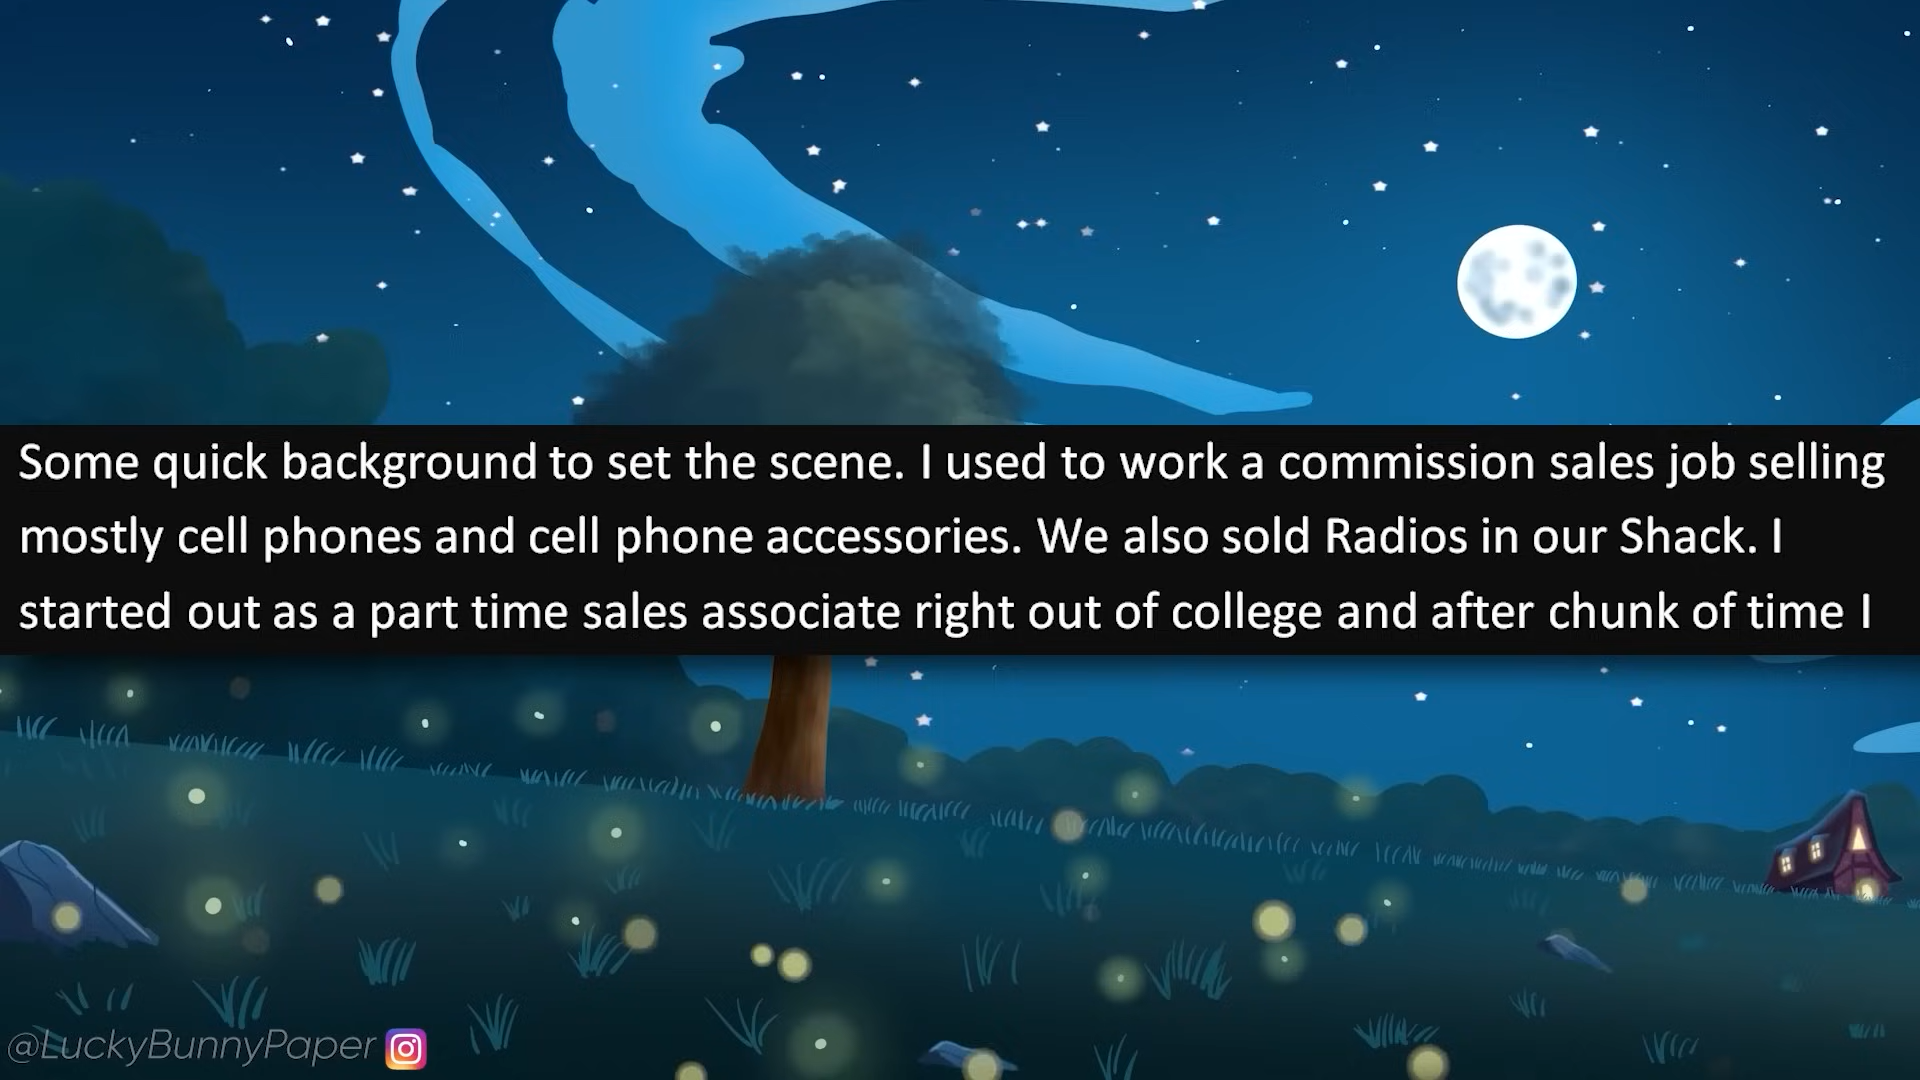 Some quick background to set the scene. I used to work a commission sales job selling
mostly cell phones and cell phone accessories. We also sold Radios in our Shack. I
started out as a part time sales associate right out of college and after chunk of time I
@LuckyBunnyPaper